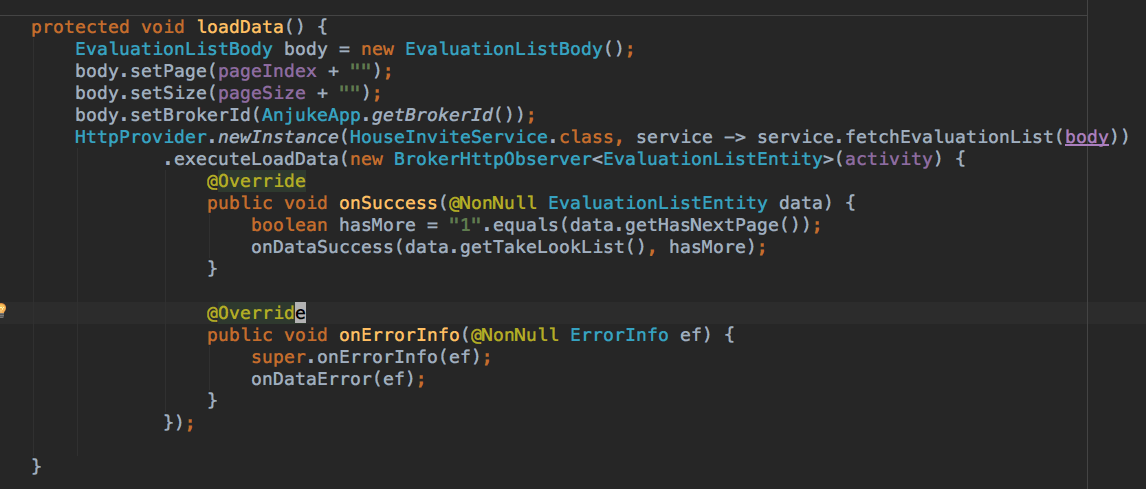 protected void loadData() {
EvaluationListBody body = new EvaluationListBody();
body.setPage(pageIndex + "");
body.setSize(pageSize + "");
body.setBrokerId(AnjukeApp.getBrokerId());
HttpProvider.newInstance(HouseInviteService.class, service -> service.fetchEvaluationList(body))
.executeLoadData(new BrokerHttpObserver<EvaluationListEntity>(activity) {
@Override
public void onSuccess(@NonNull EvaluationListEntity data) {
boolean hasMore = "1".equals(data.getHasNextPage());
onDataSuccess(data.getTakeLookList(), hasMore);
}
@Override
public void onErrorInfo(@NonNull ErrorInfo ef) {
super.onErrorInfo(ef);
onDataError(ef);
}
});
}